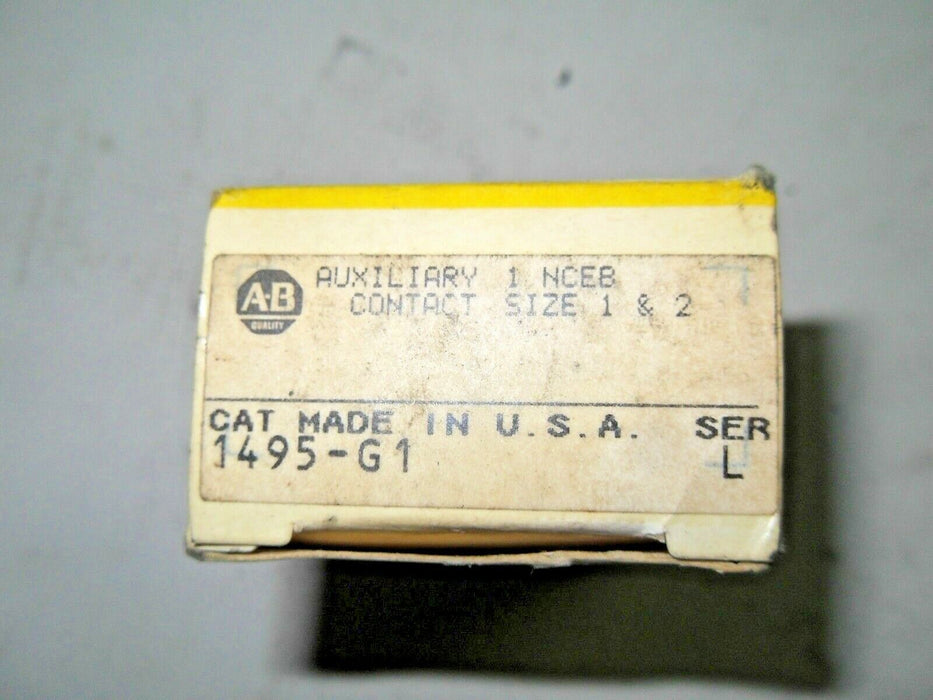 A-B
QUALITY
AUXILIARY 1 NCEB
CONTACT SIZE 1 & 2
CAT MADE IN U.S.A. SER
1495-G1 L